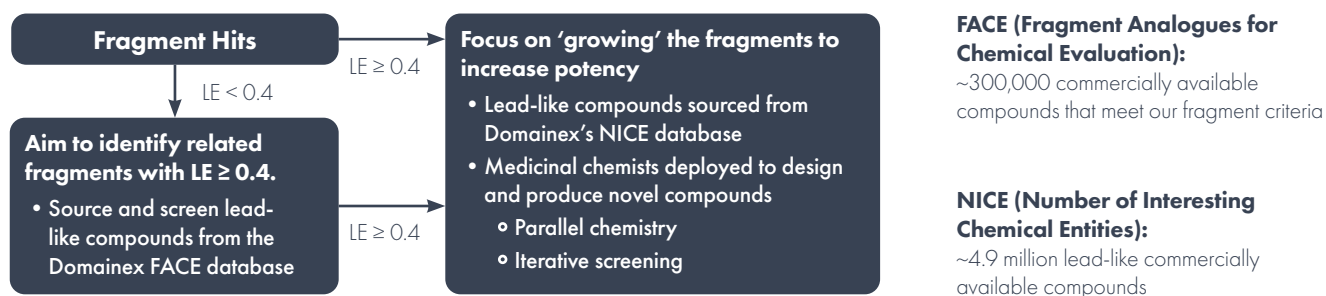 Fragment Hits
LE ≥ 0.4
LE < 0.4
Aim to identify related
fragments with LE ≥ 0.4.
• Source and screen lead-
like compounds from the
Domainex FACE database
LE ≥ 0.4
Focus on ‘growing’ the fragments to
increase potency
• Lead-like compounds sourced from
Domainex’s NICE database
• Medicinal chemists deployed to design
and produce novel compounds
Parallel chemistry
Iterative screening
FACE (Fragment Analogues for
Chemical Evaluation):
~300,000 commercially available
compounds that meet our fragment criteria
NICE (Number of Interesting
Chemical Entities):
~4.9 million lead-like commercially
available compounds